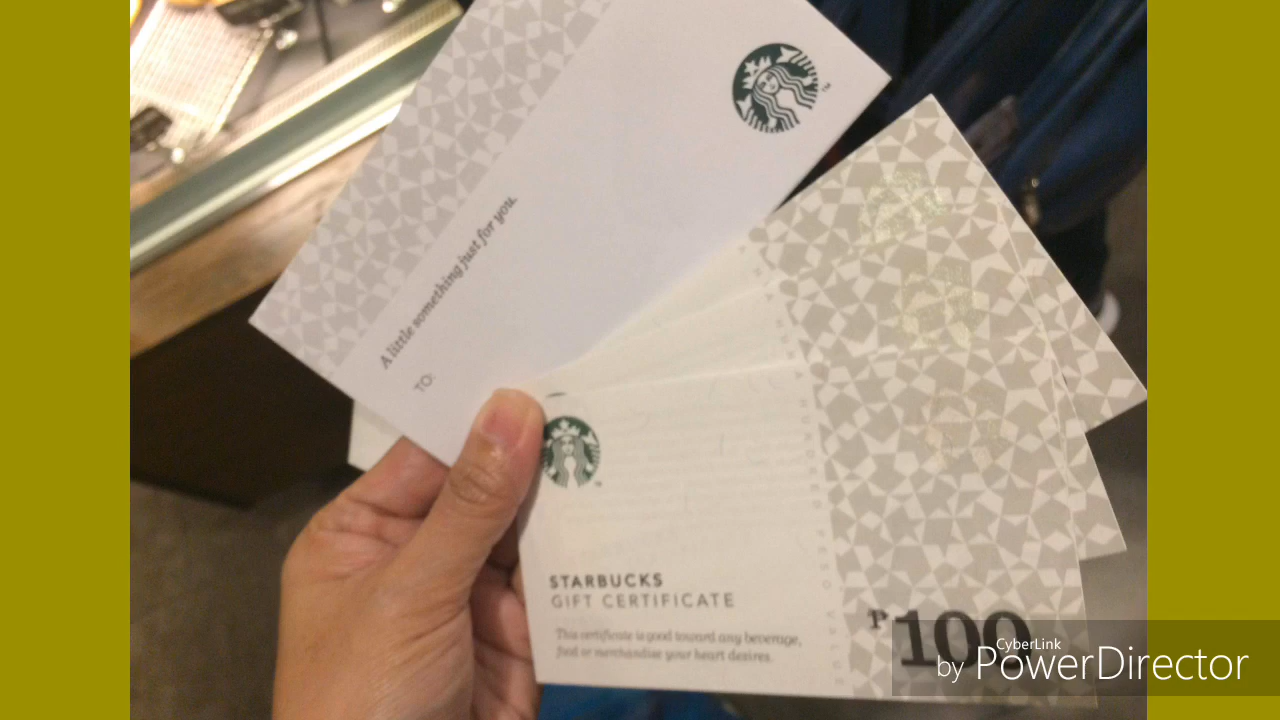 A little something just for you.
TO:
STARBUCKS
GIFT CERTIFICATE
This certificate is good toward any beverage,
food or merchandise your heart desires.
₱100
CyberLink
by PowerDirector